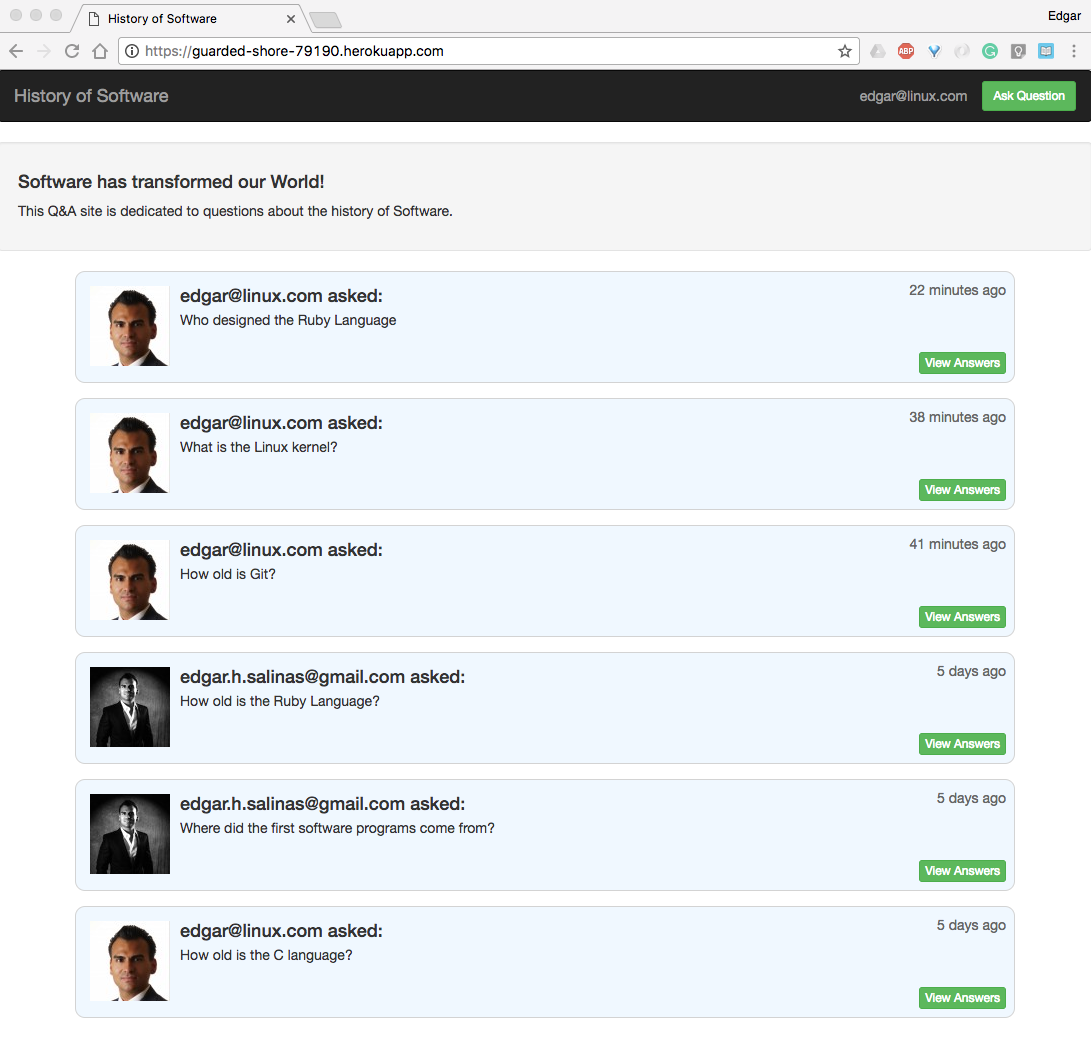 History of Software
Edgar
https://guarded-shore-79190.herokuapp.com
ABP
History of Software
edgar@linux.com
Ask Question
Software has transformed our World!
This Q&A site is dedicated to questions about the history of Software.
edgar@linux.com asked:
22 minutes ago
Who designed the Ruby Language
View Answers
edgar@linux.com asked:
38 minutes ago
What is the Linux kernel?
View Answers
edgar@linux.com asked:
41 minutes ago
How old is Git?
View Answers
edgar.h.salinas@gmail.com asked:
5 days ago
How old is the Ruby Language?
View Answers
edgar.h.salinas@gmail.com asked:
5 days ago
Where did the first software programs come from?
View Answers
edgar@linux.com asked:
5 days ago
How old is the C language?
View Answers